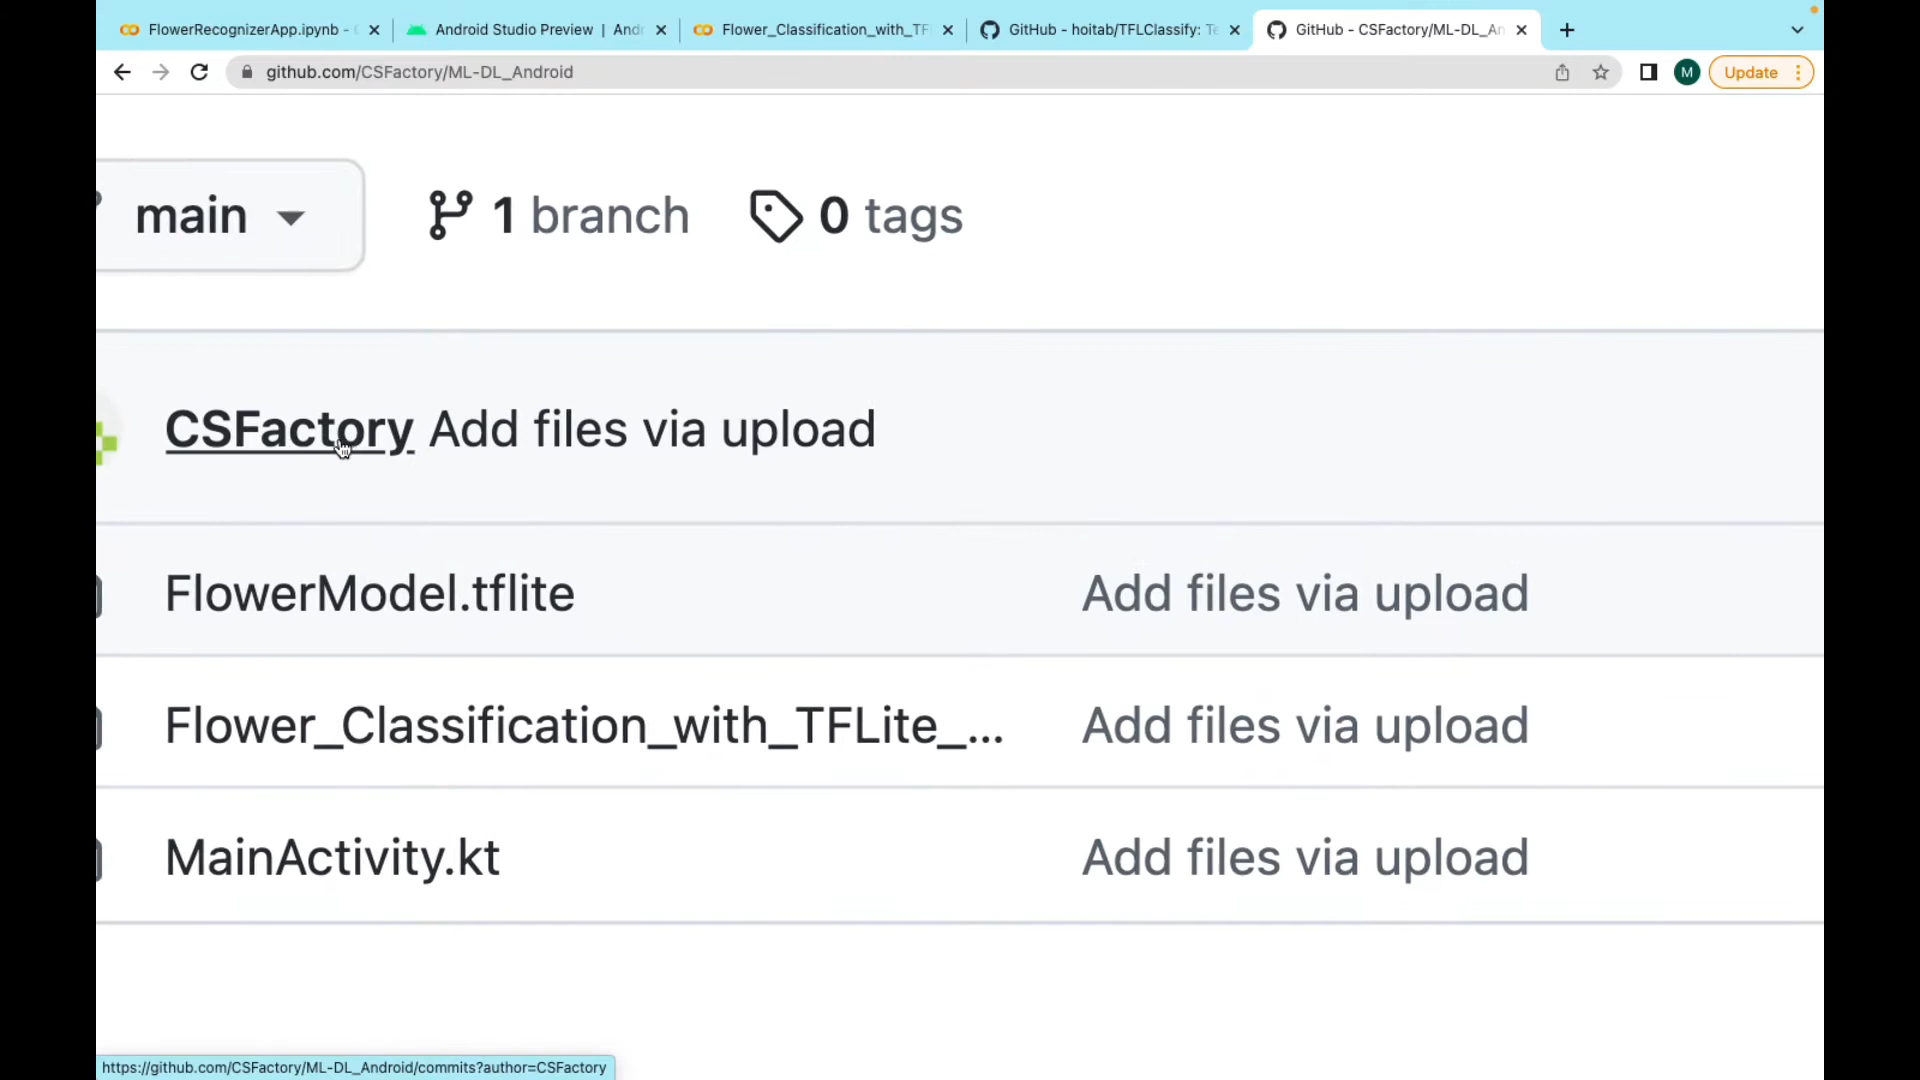 FlowerRecognizerApp.ipynb -
Android Studio Preview | And
Flower_Classification_with_TF
GitHub - hoitab/TFLClassify: Te
GitHub - CSFactory/ML-DL_An
github.com/CSFactory/ML-DL_Android
M
Update
main
1 branch
0 tags
CSFactory Add files via upload
FlowerModel.tflite Add files via upload
Flower_Classification_with_TFLite_... Add files via upload
MainActivity.kt Add files via upload
https://github.com/CSFactory/ML-DL_Android/commits?author=CSFactory